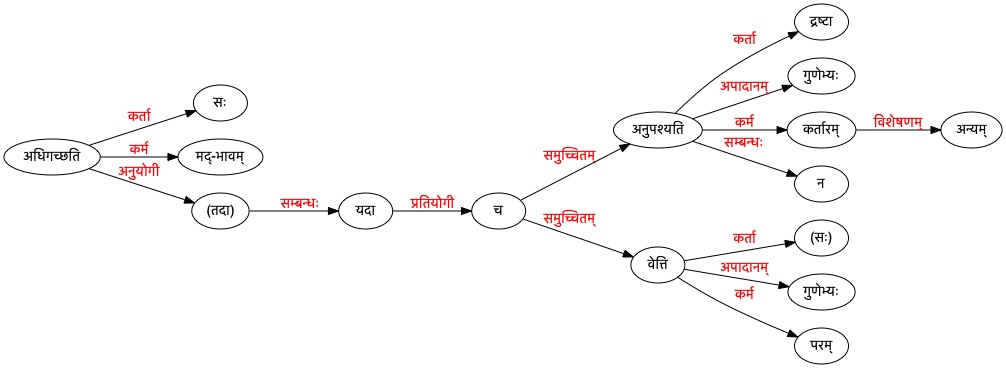 द्रष्टा
कर्ता
गुणेभ्यः
अपादानम्
सः
कर्ता
अनुपश्यति
कर्म
कर्तारम्
विशेषणम्
अन्यम्
सम्बन्धः
अधिगच्छति
कर्म
मद्-भावम्
समुच्चितम्
अनुयोगी
न
(तदा)
सम्बन्धः
यदा
प्रतियोगी
च
समुच्चितम्
कर्ता
(सः)
वेत्ति
अपादानम्
गुणेभ्यः
कर्म
परम्